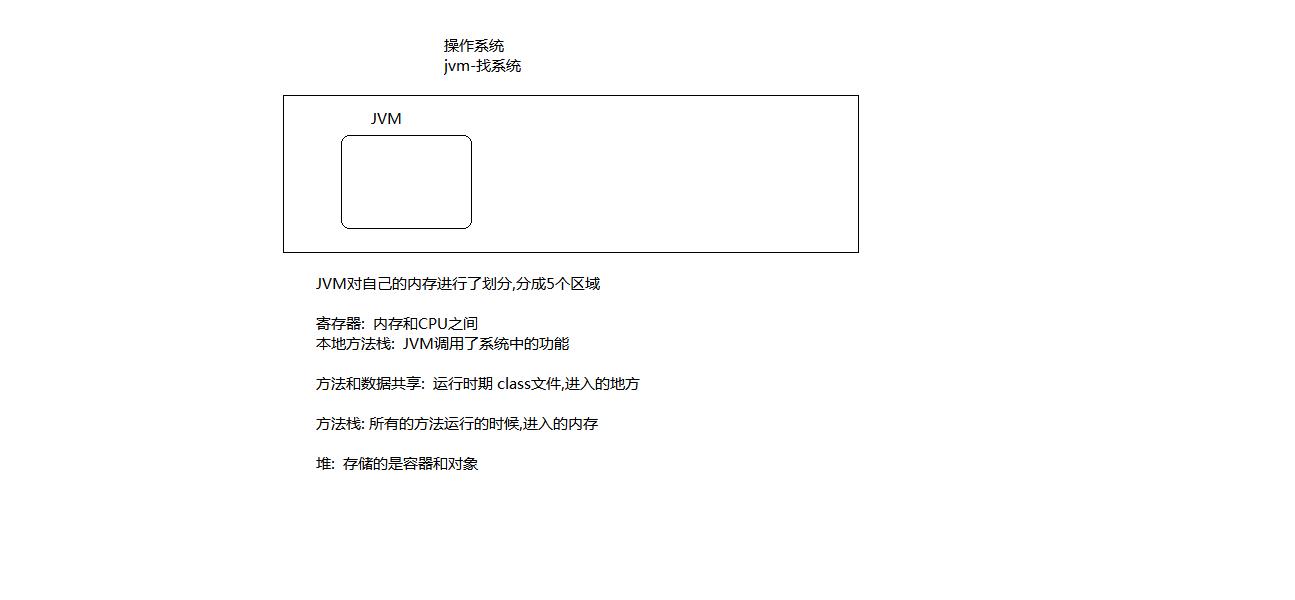 操作系统
jvm-找系统
JVM
JVM对自己的内存进行了划分,分成5个区域
寄存器:  内存和CPU之间
本地方法栈:  JVM调用了系统中的功能
方法和数据共享:  运行时期 class文件,进入的地方
方法栈: 所有的方法运行的时候,进入的内存
堆:  存储的是容器和对象